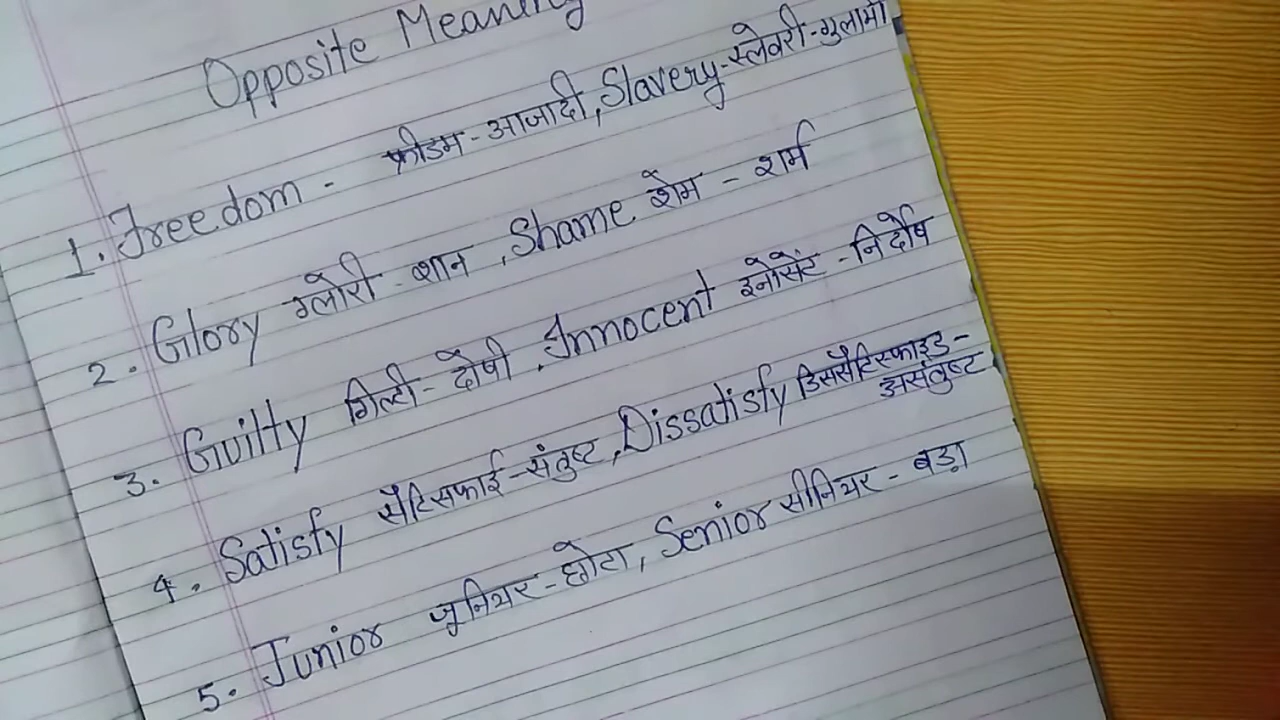 Opposite Meaning
1. Freedom - फ्रीडम - आजादी, Slavery - स्लेवरी - गुलामी
2. Glory ग्लोरी - शान, Shame शेम - शर्म
3. Guilty गिल्टी - दोषी, Innocent इनोसेंट - निर्दोष
4. Satisfy सैटिसफाई - संतुष्ट, Dissatisfy डिससैटिस्फाइड -
असंतुष्ट
5. Junior जूनियर - छोटा, Senior सीनियर - बड़ा